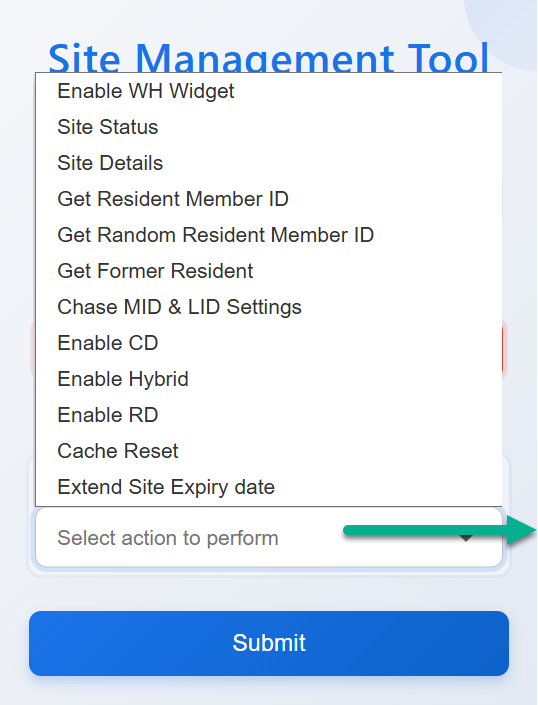 Site Management Tool
Enable WH Widget
Site Status
Site Details
Get Resident Member ID
Get Random Resident Member ID
Get Former Resident
Chase MID & LID Settings
Enable CD
Enable Hybrid
Enable RD
Cache Reset
Extend Site Expiry date
Select action to perform
Submit